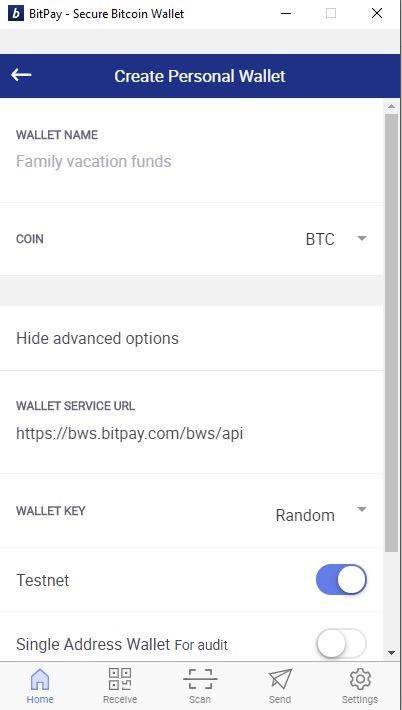 b BitPay - Secure Bitcoin Wallet
Create Personal Wallet
WALLET NAME
Family vacation funds
COIN BTC
Hide advanced options
WALLET SERVICE URL
https://bws.bitpay.com/bws/api
WALLET KEY Random
Testnet
Single Address Wallet For audit
Home Receive Scan Send Settings